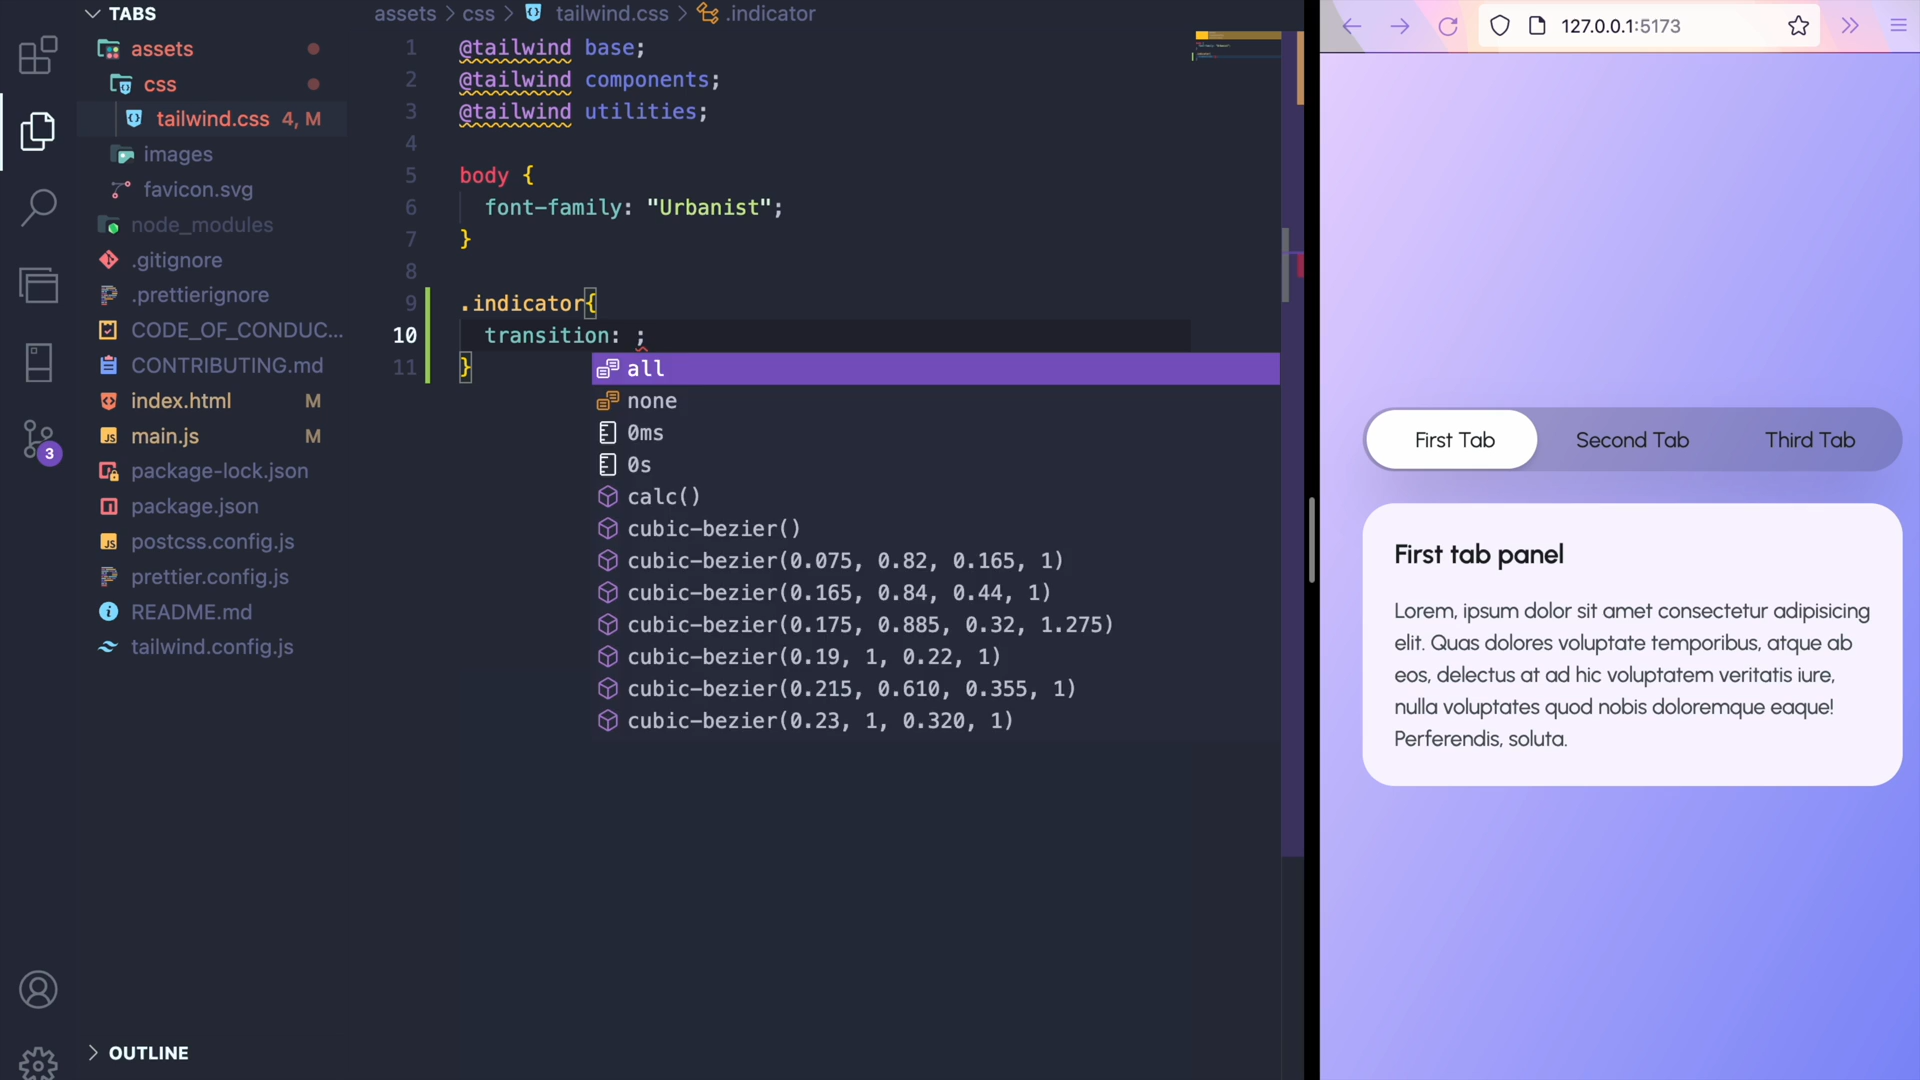 TABS
assets
css
tailwind.css 4, M
images
favicon.svg
node_modules
.gitignore
.prettierignore
CODE_OF_CONDUC...
CONTRIBUTING.md
index.html M
main.js M
package-lock.json
package.json
postcss.config.js
prettier.config.js
README.md
tailwind.config.js
OUTLINE
3
assets > css > tailwind.css > .indicator
1 @tailwind base;
2 @tailwind components;
3 @tailwind utilities;
4
5 body {
6 font-family: "Urbanist";
7 }
8
9 .indicator{
10 transition: ;
11 }
all
none
0ms
0s
calc()
cubic-bezier()
cubic-bezier(0.075, 0.82, 0.165, 1)
cubic-bezier(0.165, 0.84, 0.44, 1)
cubic-bezier(0.175, 0.885, 0.32, 1.275)
cubic-bezier(0.19, 1, 0.22, 1)
cubic-bezier(0.215, 0.610, 0.355, 1)
cubic-bezier(0.23, 1, 0.320, 1)
127.0.0.1:5173
First Tab Second Tab Third Tab
First tab panel
Lorem, ipsum dolor sit amet consectetur adipisicing
elit. Quas dolores voluptate temporibus, atque ab
eos, delectus at ad hic voluptatem veritatis iure,
nulla voluptates quod nobis doloremque eaque!
Perferendis, soluta.